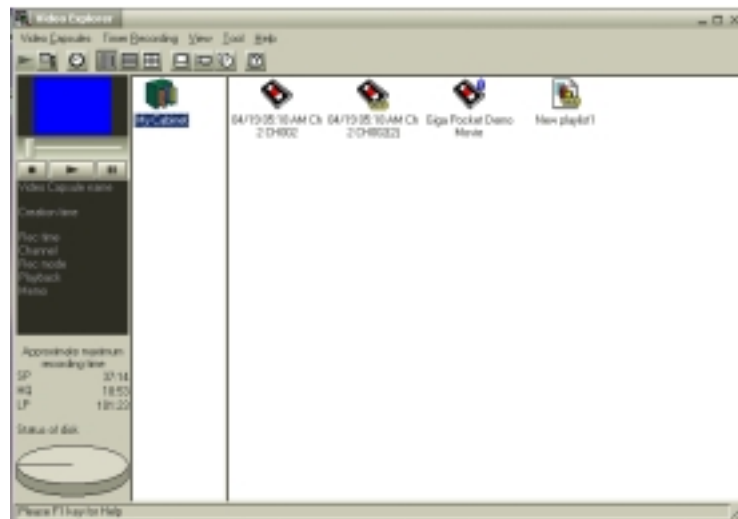 Video Explorer
Video Capsules Timer Recording View Tool Help
My Cabinet
04/19 05:10 AM Ch
2 CH002
04/19 05:10 AM Ch
2 CH002(2)
Giga Pocket Demo
Movie
New playlist1
Video Capsule name
Creation time
Rec time
Channel
Rec mode
Playback
Memo
Approximate maximum
recording time
SP 37:14
HQ 18:53
LP 101:23
Status of disk
Please F1 key for Help